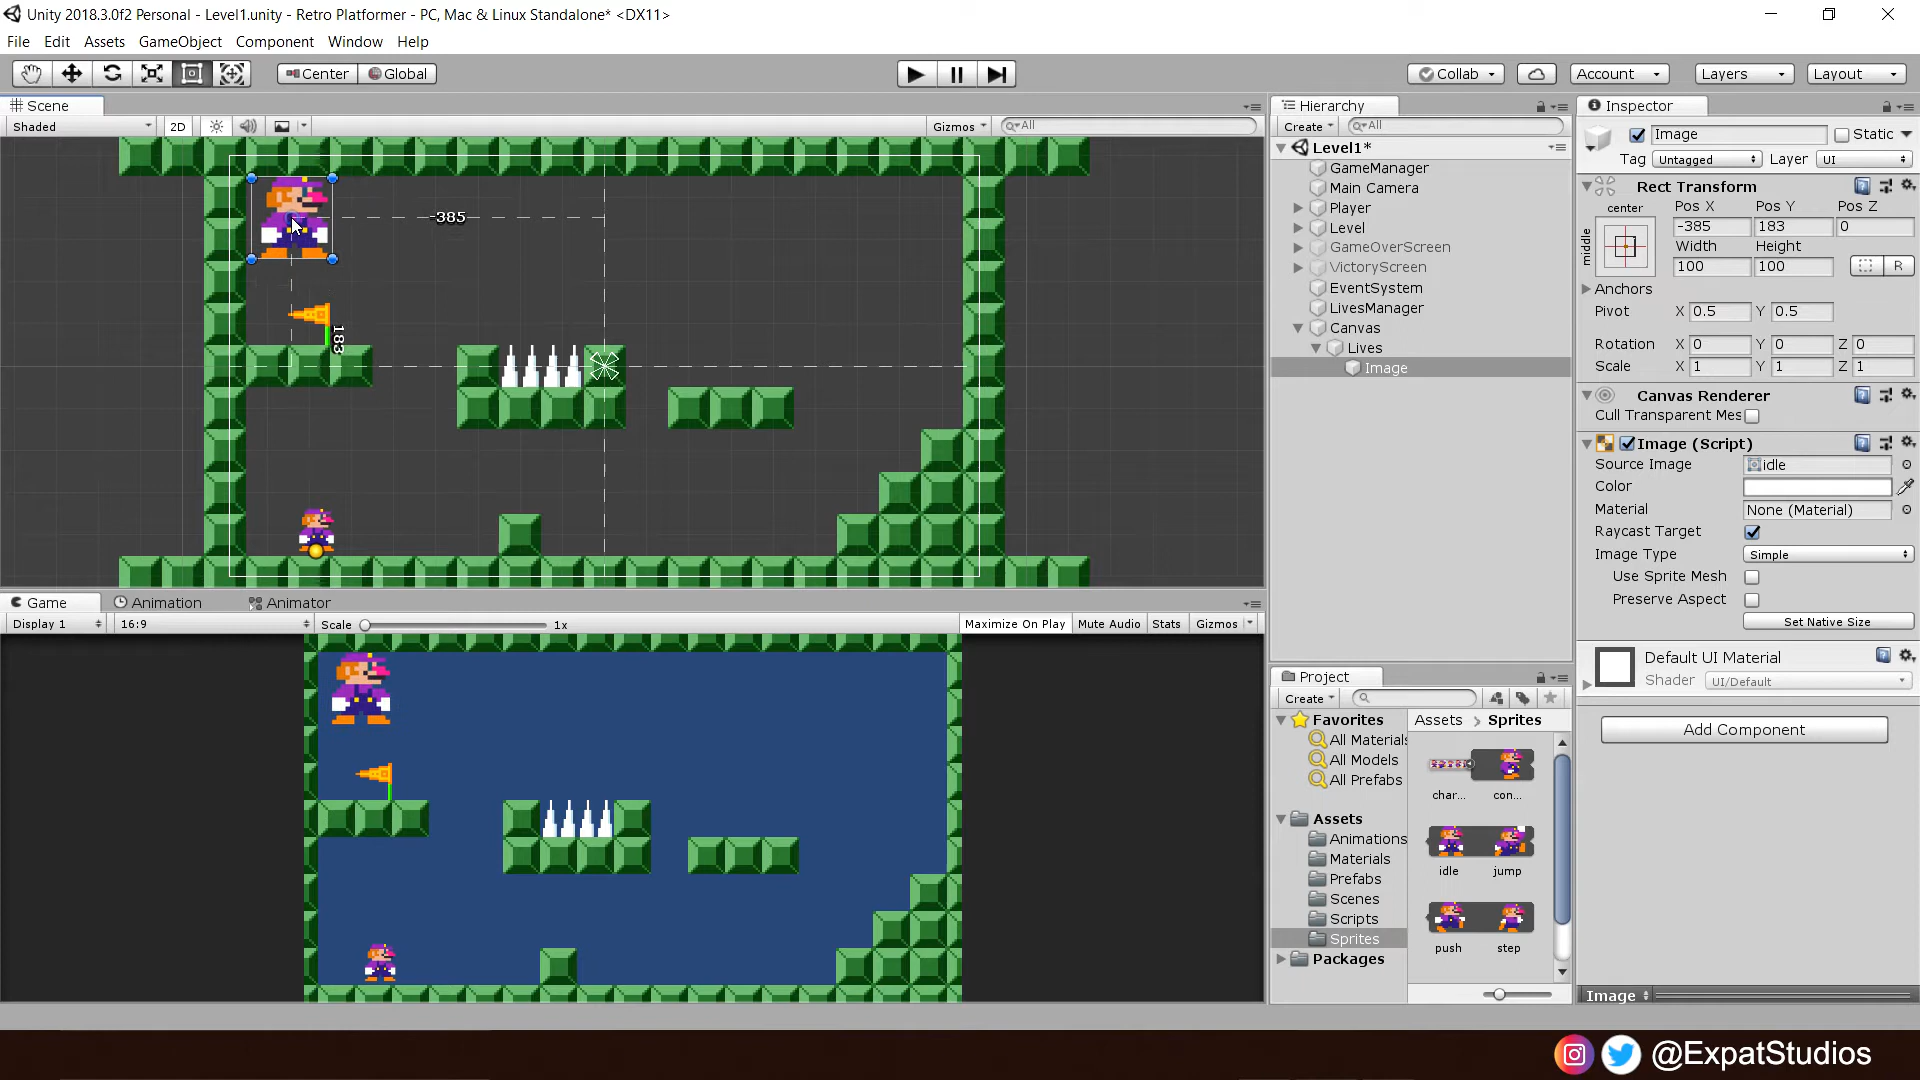 Unity 2018.3.0f2 Personal - Level1.unity - Retro Platformer - PC, Mac & Linux Standalone* <DX11>
File Edit Assets GameObject Component Window Help
Center Global Collab Account Layers Layout
Scene
Shaded 2D Gizmos All
-385
183
Game Animation Animator
Display 1 16:9 Scale 1x Maximize On Play Mute Audio Stats Gizmos
Hierarchy
Create All
Level1*
GameManager
Main Camera
Player
Level
GameOverScreen
VictoryScreen
EventSystem
LivesManager
Canvas
Lives
Image
Project
Create
Favorites
All Materials
All Models
All Prefabs
Assets
Animations
Materials
Prefabs
Scenes
Scripts
Sprites
Packages
Assets > Sprites
char... con...
idle jump
push step
Inspector
Image Static
Tag Untagged Layer UI
Rect Transform
center
middle
Pos X Pos Y Pos Z
-385 183 0
Width Height
100 100 R
Anchors
Pivot X 0.5 Y 0.5
Rotation X 0 Y 0 Z 0
Scale X 1 Y 1 Z 1
Canvas Renderer
Cull Transparent Mes
Image (Script)
Source Image idle
Color
Material None (Material)
Raycast Target
Image Type Simple
Use Sprite Mesh
Preserve Aspect
Set Native Size
Default UI Material
Shader UI/Default
Add Component
Image
@ExpatStudios